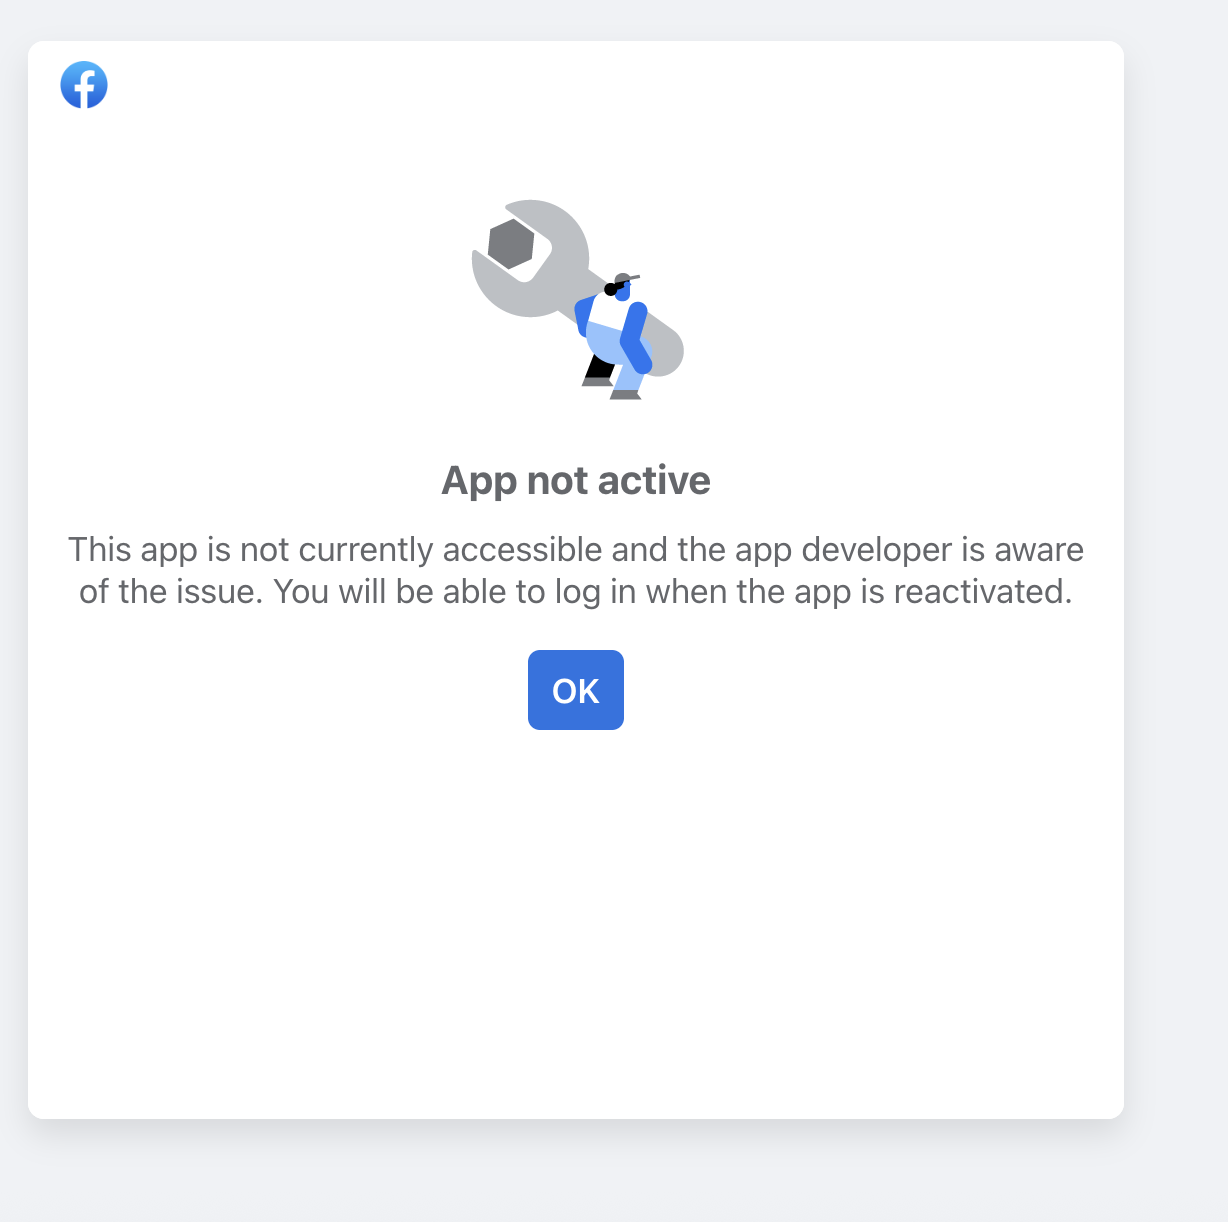 App not active
This app is not currently accessible and the app developer is aware
of the issue. You will be able to log in when the app is reactivated.
OK